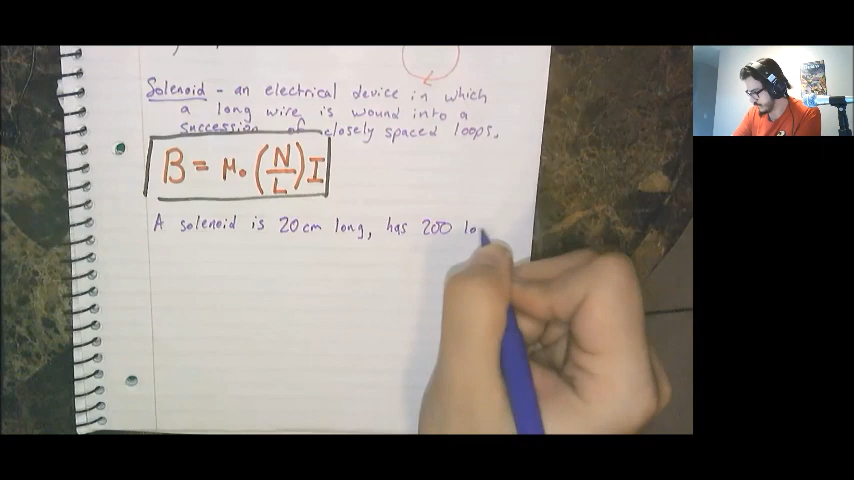 Solenoid - an electrical device in which
a long wire is wound into a
succession of closely spaced loops.
B = μ₀ (N/L) I
A solenoid is 20cm long, has 200 lo